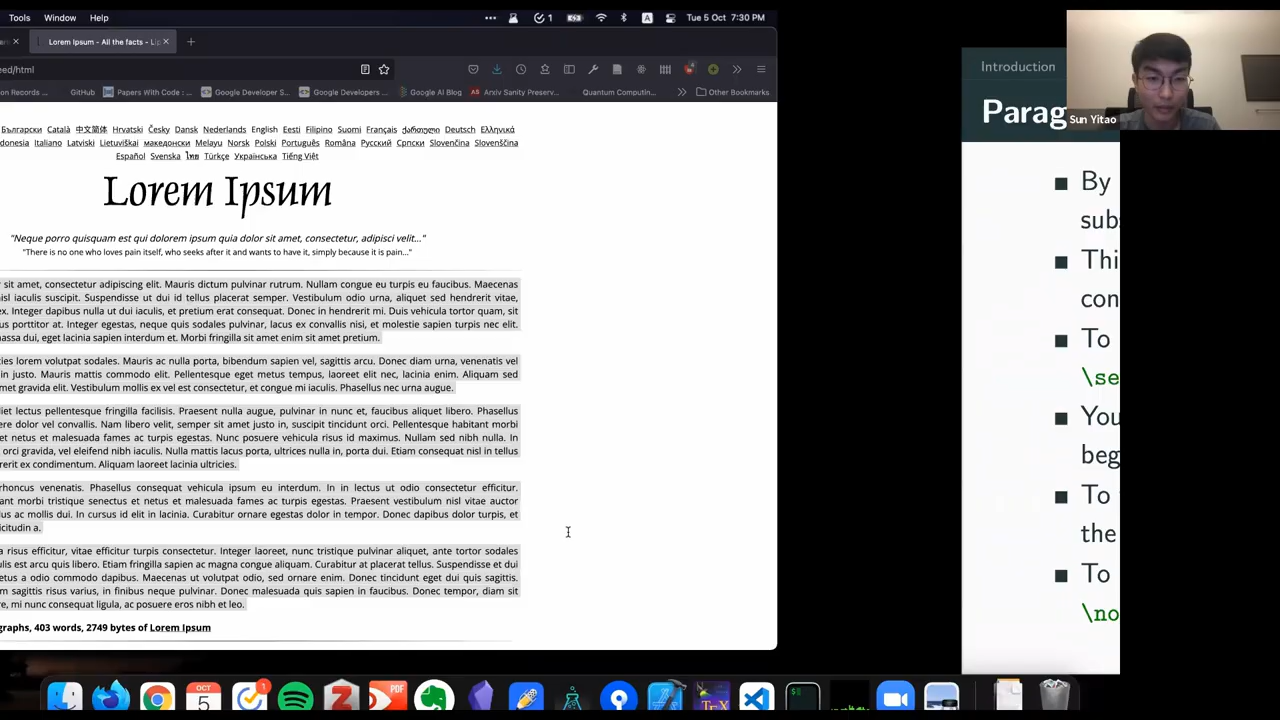 Tools Window Help
1
A
Tue 5 Oct 7:30 PM
Lorem Ipsum - All the facts - Li
eed/html
on Records ... GitHub Papers With Code : ... Google Developer S... Google Developers ... Google AI Blog Arxiv Sanity Preserv... Quantum Computin... Other Bookmarks
Български Català 中文简体 Hrvatski Česky Dansk Nederlands English Eesti Filipino Suomi Français ქართული Deutsch Ελληνικά
donesia Italiano Latviski Lietuviškai македонски Melayu Norsk Polski Português Româna Pyccкий Српски Slovenčina Slovenščina
Español Svenska ไทย Türkçe Українська Tiếng Việt
Lorem Ipsum
"Neque porro quisquam est qui dolorem ipsum quia dolor sit amet, consectetur, adipisci velit..."
"There is no one who loves pain itself, who seeks after it and wants to have it, simply because it is pain..."
sit amet, consectetur adipiscing elit. Mauris dictum pulvinar rutrum. Nullam congue eu turpis eu faucibus. Maecenas
nisl iaculis suscipit. Suspendisse ut dui id tellus placerat semper. Vestibulum odio urna, aliquet sed hendrerit vitae,
ex. Integer dapibus nulla ut dui iaculis, et pretium erat consequat. Donec in hendrerit mi. Duis vehicula tortor quam, sit
us porttitor at. Integer egestas, neque quis sodales pulvinar, lacus ex convallis nisi, et molestie sapien turpis nec elit.
assa dui, eget lacinia sapien interdum et. Morbi fringilla sit amet enim sit amet pretium.
cies lorem volutpat sodales. Mauris ac nulla porta, bibendum sapien vel, sagittis arcu. Donec diam urna, venenatis vel
in justo. Mauris mattis commodo elit. Pellentesque eget metus tempus, laoreet elit nec, lacinia enim. Aliquam sed
met gravida elit. Vestibulum mollis ex vel est consectetur, et congue mi iaculis. Phasellus nec urna augue.
iet lectus pellentesque fringilla facilisis. Praesent nulla augue, pulvinar in nunc et, faucibus aliquet libero. Phasellus
ere dolor vel convallis. Nam libero velit, semper sit amet justo in, suscipit tincidunt orci. Pellentesque habitant morbi
et netus et malesuada fames ac turpis egestas. Nunc posuere vehicula risus id maximus. Nullam sed nibh nulla. In
orci gravida, vel eleifend nibh iaculis. Nulla mattis lacus porta, ultrices nulla in, porta dui. Etiam consequat nisl in tellus
rerit ex condimentum. Aliquam laoreet lacinia ultricies.
rhoncus venenatis. Phasellus consequat vehicula ipsum eu interdum. In in lectus ut odio consectetur efficitur.
ant morbi tristique senectus et netus et malesuada fames ac turpis egestas. Praesent vestibulum nisl vitae auctor
us ac mollis dui. In cursus id elit in lacinia. Curabitur ornare egestas dolor in tempor. Donec dapibus dolor turpis, et
icitudin a.
a risus efficitur, vitae efficitur turpis consectetur. Integer laoreet, nunc tristique pulvinar aliquet, ante tortor sodales
lis est arcu quis libero. Etiam fringilla sapien ac magna congue aliquam. Curabitur at placerat tellus. Suspendisse et dui
etus a odio commodo dapibus. Maecenas ut volutpat odio, sed ornare enim. Donec tincidunt eget dui quis sagittis.
m sagittis risus varius, in finibus neque pulvinar. Donec malesuada quis sapien in faucibus. Donec tempor, diam sit
re, mi nunc consequat ligula, ac posuere eros nibh et leo.
graphs, 403 words, 2749 bytes of Lorem Ipsum
Introduction
Parag
By
sub
Thi
con
To
\se
You
beg
To
the
To
\no
Sun Yitao
OCT
5
1
PDF
TEX